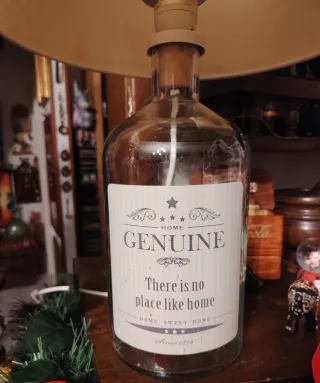 HOME
GENUINE
There is no
place like home
HOME SWEET HOME